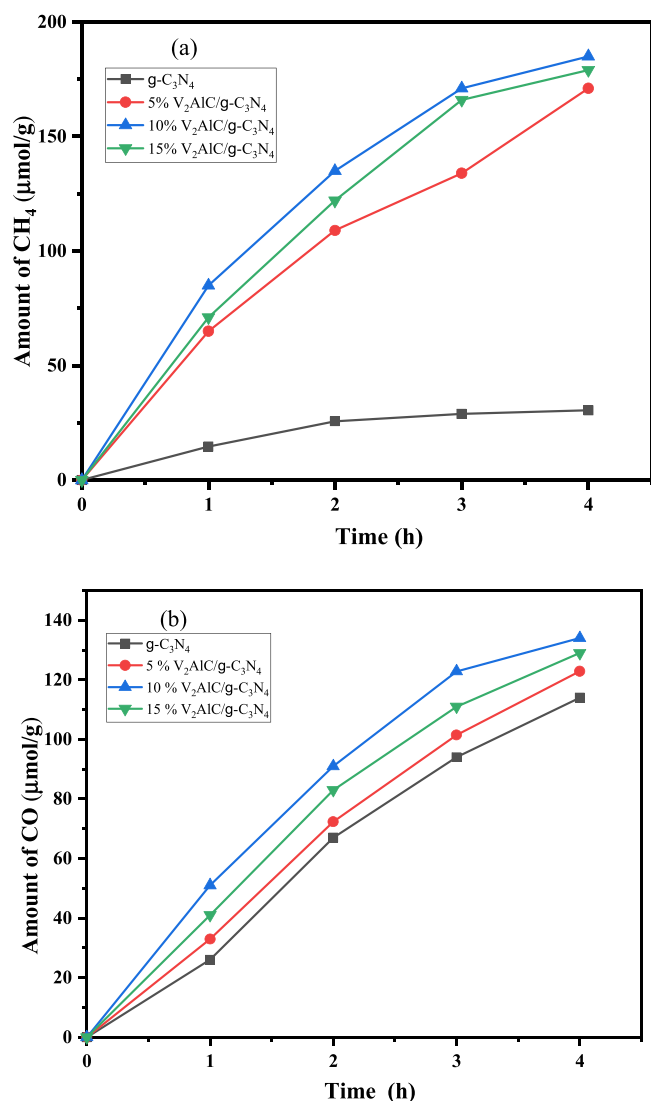 200
(a)
g-C₃N₄
5% V₂AlC/g-C₃N₄
10% V₂AlC/g-C₃N₄
15% V₂AlC/g-C₃N₄
150
100
50
0
Amount of CH₄ (μmol/g)
0 1 2 3 4
Time (h)
(b)
140
g-C₃N₄
5 % V₂AlC/g-C₃N₄
10 % V₂AlC/g-C₃N₄
15 % V₂AlC/g-C₃N₄
120
100
80
60
40
20
0
Amount of CO (μmol/g)
0 1 2 3 4
Time (h)